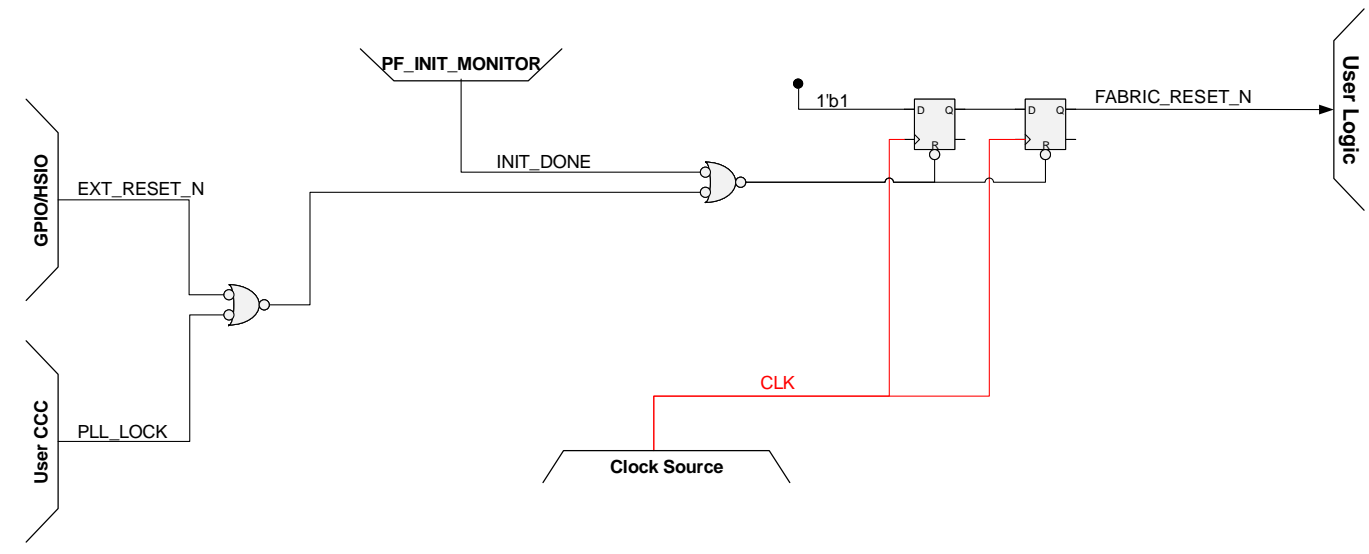 PF_INIT_MONITOR
User Logic
1'b1
D Q
R
D Q
R
FABRIC_RESET_N
INIT_DONE
GPIO/HSIO
EXT_RESET_N
CLK
User CCC
PLL_LOCK
Clock Source